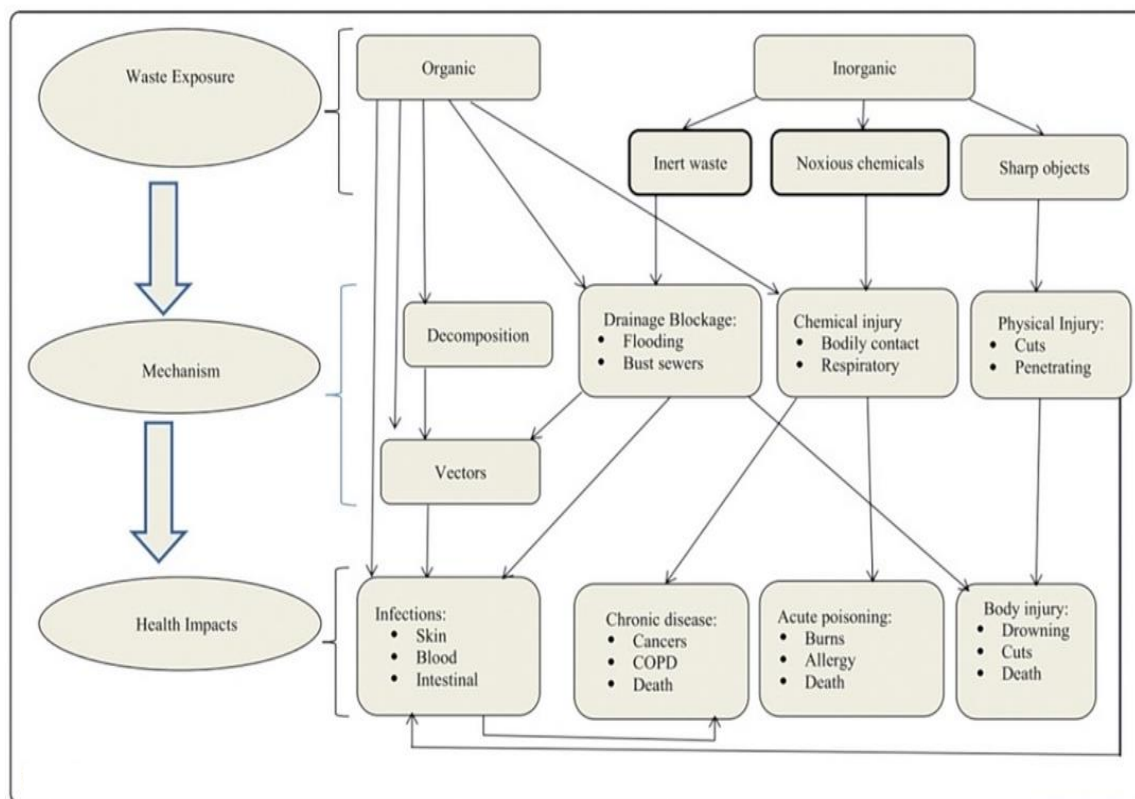 Waste Exposure
Organic
Inorganic
Inert waste
Noxious chemicals
Sharp objects
Mechanism
Decomposition
Drainage Blockage:
• Flooding
• Bust sewers
Chemical injury
• Bodily contact
• Respiratory
Physical Injury:
• Cuts
• Penetrating
Vectors
Health Impacts
Infections:
• Skin
• Blood
• Intestinal
Chronic disease:
• Cancers
• COPD
• Death
Acute poisoning:
• Burns
• Allergy
• Death
Body injury:
• Drowning
• Cuts
• Death